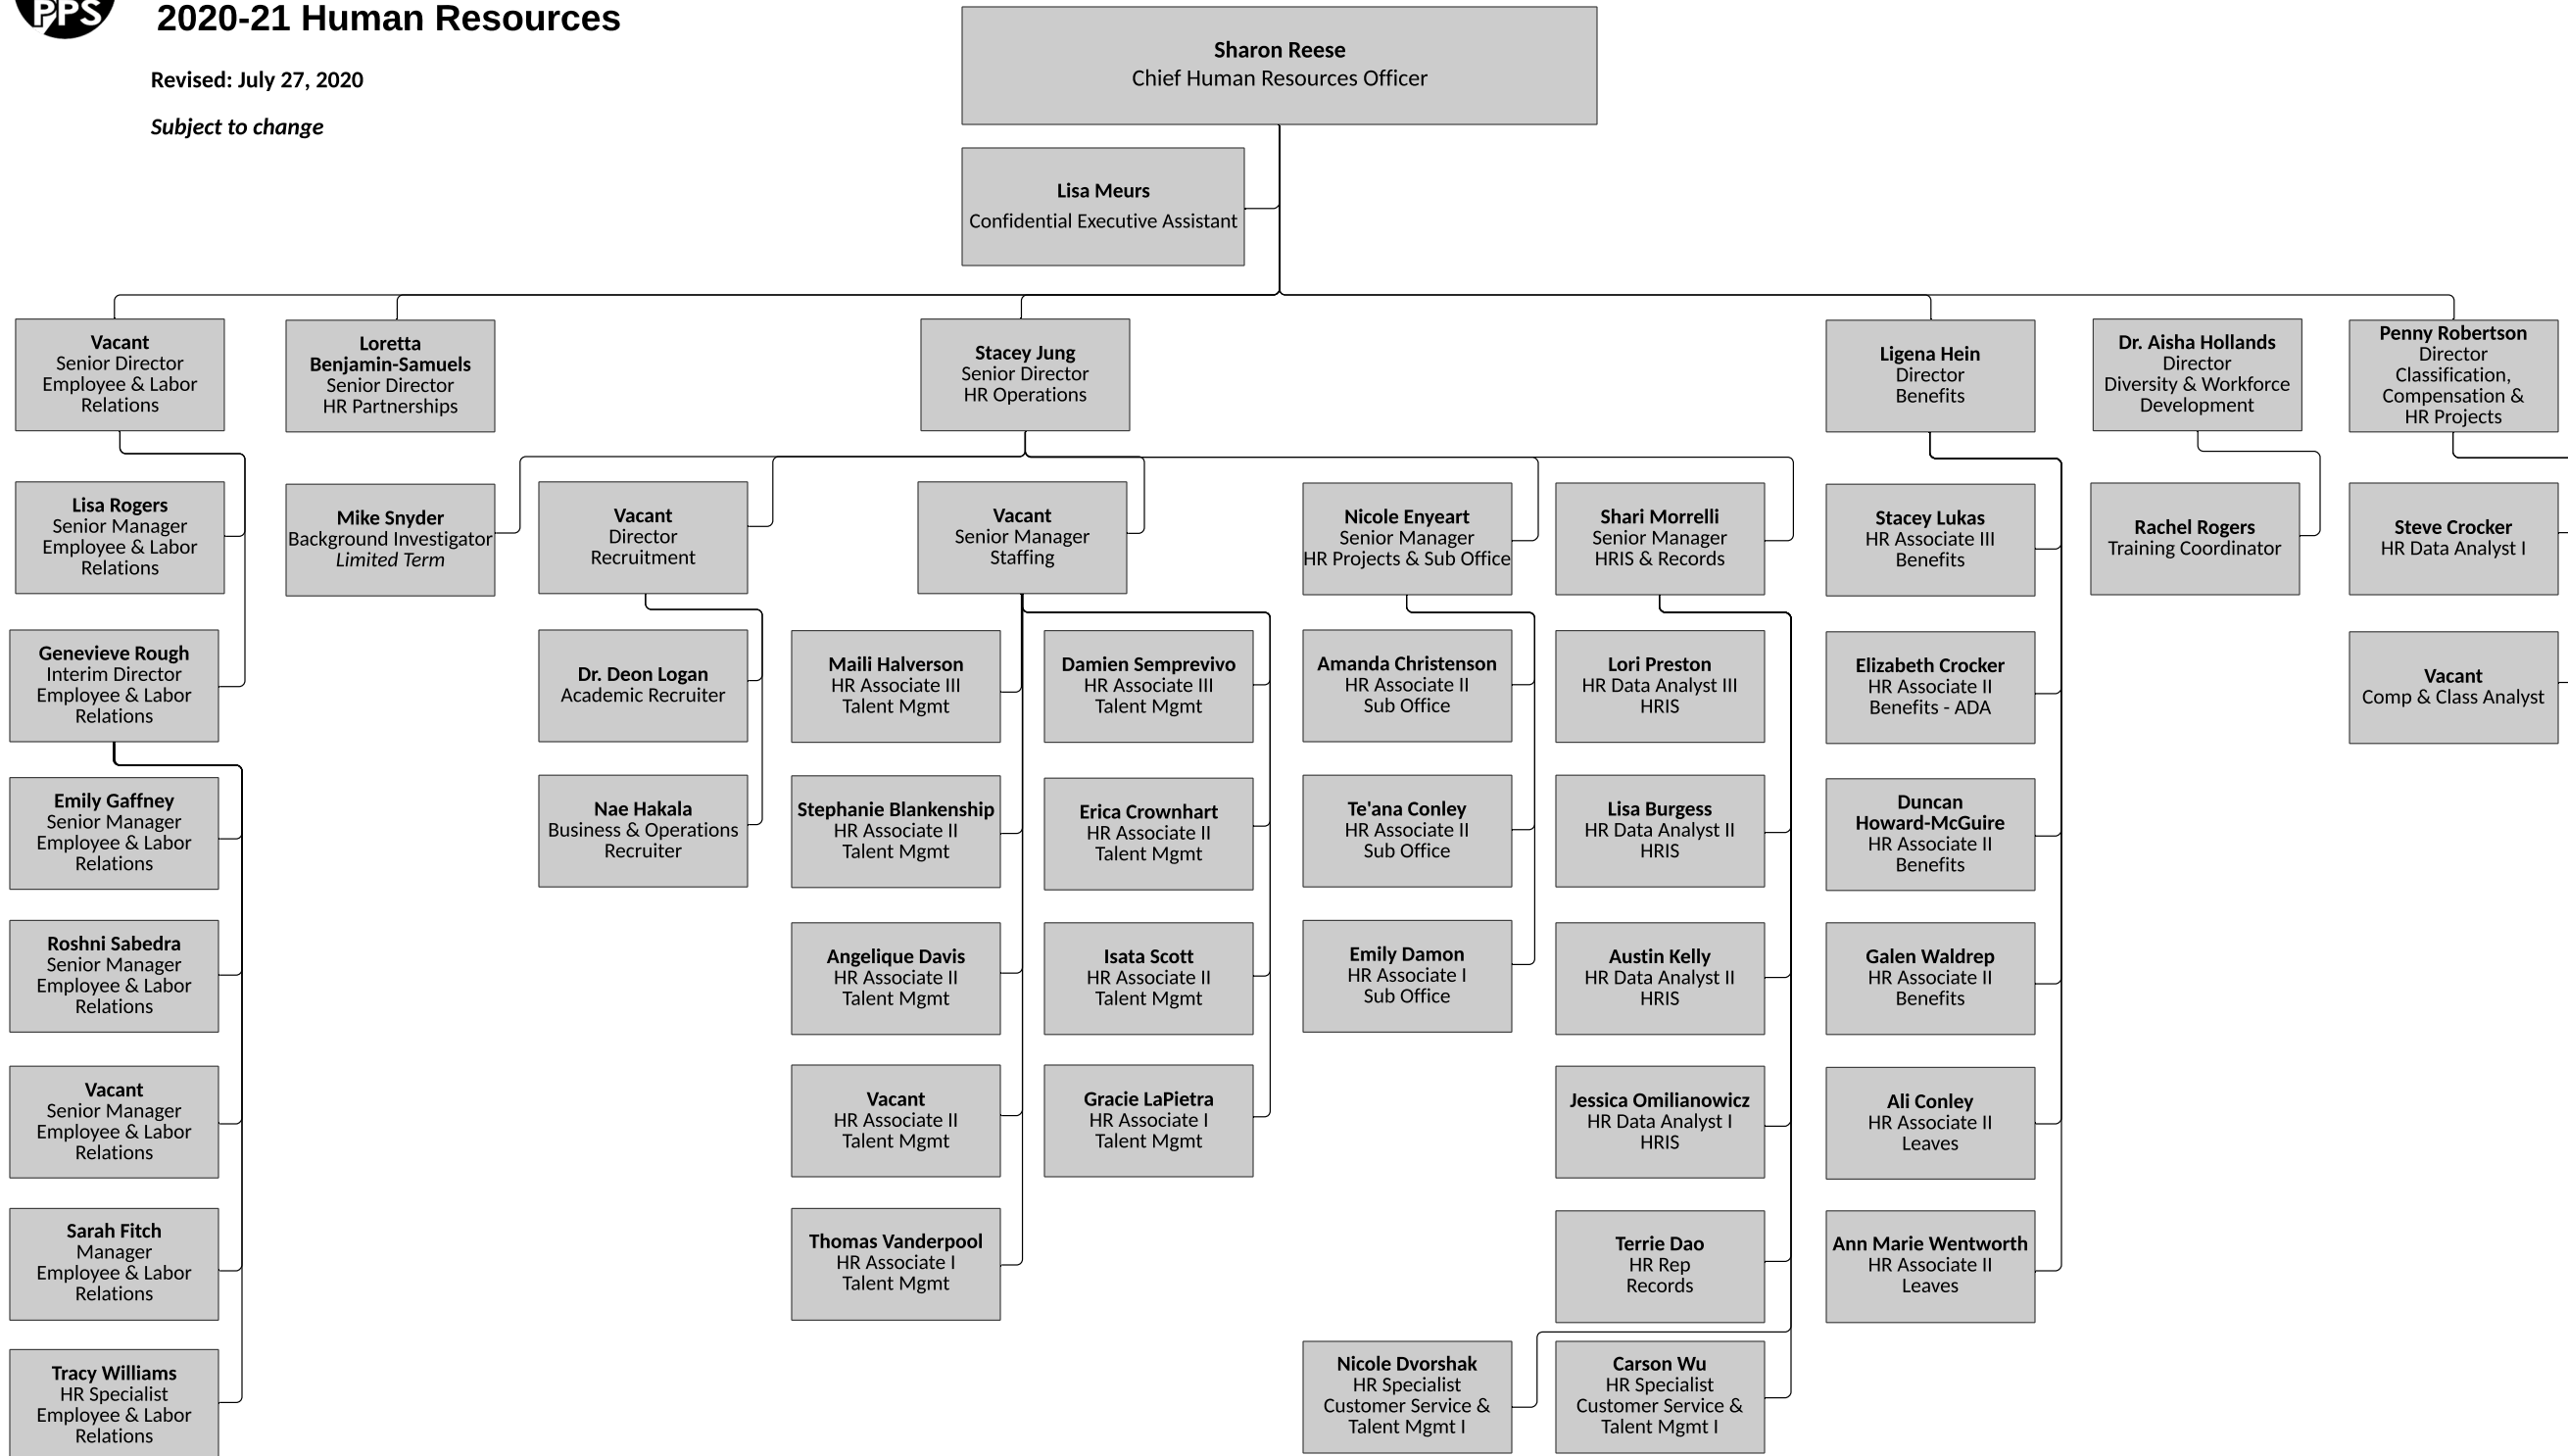 PPS
2020-21 Human Resources
Revised: July 27, 2020
Subject to change
Sharon Reese
Chief Human Resources Officer
Lisa Meurs
Confidential Executive Assistant
Vacant
Senior Director
Employee & Labor
Relations
Loretta
Benjamin-Samuels
Senior Director
HR Partnerships
Stacey Jung
Senior Director
HR Operations
Ligena Hein
Director
Benefits
Dr. Aisha Hollands
Director
Diversity & Workforce
Development
Penny Robertson
Director
Classification,
Compensation &
HR Projects
Lisa Rogers
Senior Manager
Employee & Labor
Relations
Mike Snyder
Background Investigator
Limited Term
Vacant
Director
Recruitment
Vacant
Senior Manager
Staffing
Nicole Enyeart
Senior Manager
HR Projects & Sub Office
Shari Morrelli
Senior Manager
HRIS & Records
Stacey Lukas
HR Associate III
Benefits
Rachel Rogers
Training Coordinator
Steve Crocker
HR Data Analyst I
Genevieve Rough
Interim Director
Employee & Labor
Relations
Dr. Deon Logan
Academic Recruiter
Maili Halverson
HR Associate III
Talent Mgmt
Damien Semprevivo
HR Associate III
Talent Mgmt
Amanda Christenson
HR Associate II
Sub Office
Lori Preston
HR Data Analyst III
HRIS
Elizabeth Crocker
HR Associate II
Benefits - ADA
Vacant
Comp & Class Analyst
Emily Gaffney
Senior Manager
Employee & Labor
Relations
Nae Hakala
Business & Operations
Recruiter
Stephanie Blankenship
HR Associate II
Talent Mgmt
Erica Crownhart
HR Associate II
Talent Mgmt
Te'ana Conley
HR Associate II
Sub Office
Lisa Burgess
HR Data Analyst II
HRIS
Duncan
Howard-McGuire
HR Associate II
Benefits
Roshni Sabedra
Senior Manager
Employee & Labor
Relations
Angelique Davis
HR Associate II
Talent Mgmt
Isata Scott
HR Associate II
Talent Mgmt
Emily Damon
HR Associate I
Sub Office
Austin Kelly
HR Data Analyst II
HRIS
Galen Waldrep
HR Associate II
Benefits
Vacant
Senior Manager
Employee & Labor
Relations
Vacant
HR Associate II
Talent Mgmt
Gracie LaPietra
HR Associate I
Talent Mgmt
Jessica Omilianowicz
HR Data Analyst I
HRIS
Ali Conley
HR Associate II
Leaves
Sarah Fitch
Manager
Employee & Labor
Relations
Thomas Vanderpool
HR Associate I
Talent Mgmt
Terrie Dao
HR Rep
Records
Ann Marie Wentworth
HR Associate II
Leaves
Tracy Williams
HR Specialist
Employee & Labor
Relations
Nicole Dvorshak
HR Specialist
Customer Service &
Talent Mgmt I
Carson Wu
HR Specialist
Customer Service &
Talent Mgmt I